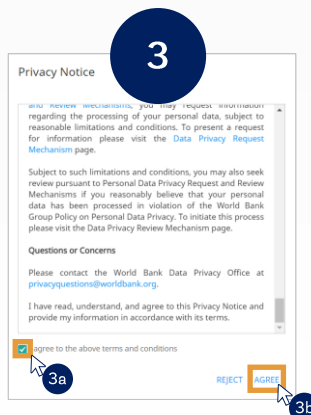 3
Privacy Notice
and Review Mechanisms, you may request information
regarding the processing of your personal data, subject to
reasonable limitations and conditions. To present a request
for information please visit the Data Privacy Request
Mechanism page.
Subject to such limitations and conditions, you may also seek
review pursuant to Personal Data Privacy Request and Review
Mechanisms if you reasonably believe that your personal
data has been processed in violation of the World Bank
Group Policy on Personal Data Privacy. To initiate this process
please visit the Data Privacy Review Mechanism page.
Questions or Concerns
Please contact the World Bank Data Privacy Office at
privacyquestions@worldbank.org.
I have read, understand, and agree to this Privacy Notice and
provide my information in accordance with its terms.
agree to the above terms and conditions
3a
REJECT AGREE
3b